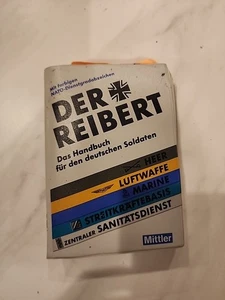 Mit farbigen
NATO-Dienstgradabzeichen
DER
REIBERT
Das Handbuch
für den deutschen Soldaten
HEER
LUFTWAFFE
MARINE
STREITKRÄFTEBASIS
ZENTRALER SANITÄTSDIENST
Mittler